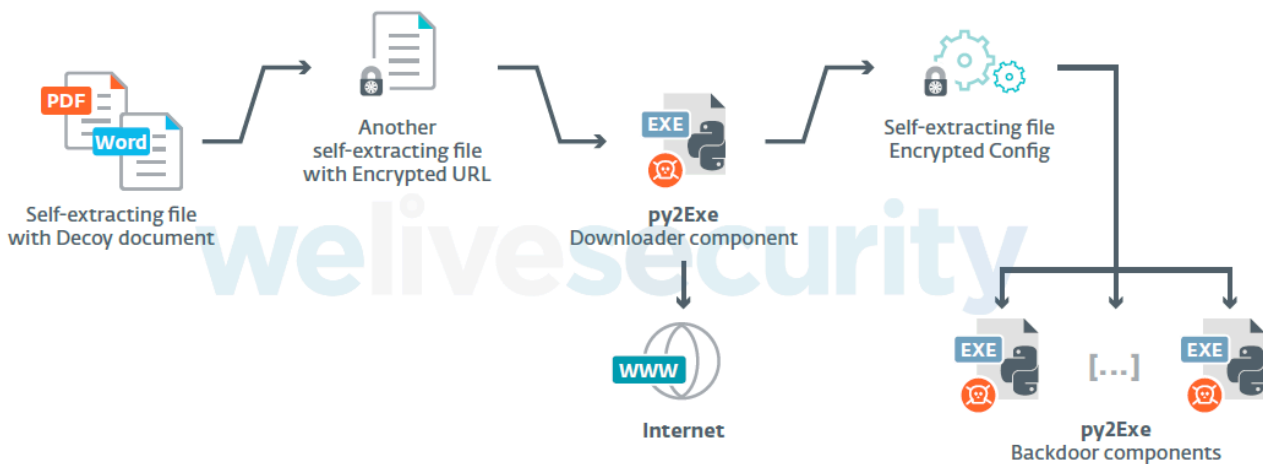 PDF
Word
Self-extracting file
with Decoy document
Another
self-extracting file
with Encrypted URL
EXE
py2Exe
Downloader component
WWW
Internet
Self-extracting file
Encrypted Config
EXE
[...]
EXE
py2Exe
Backdoor components
welivesecurity